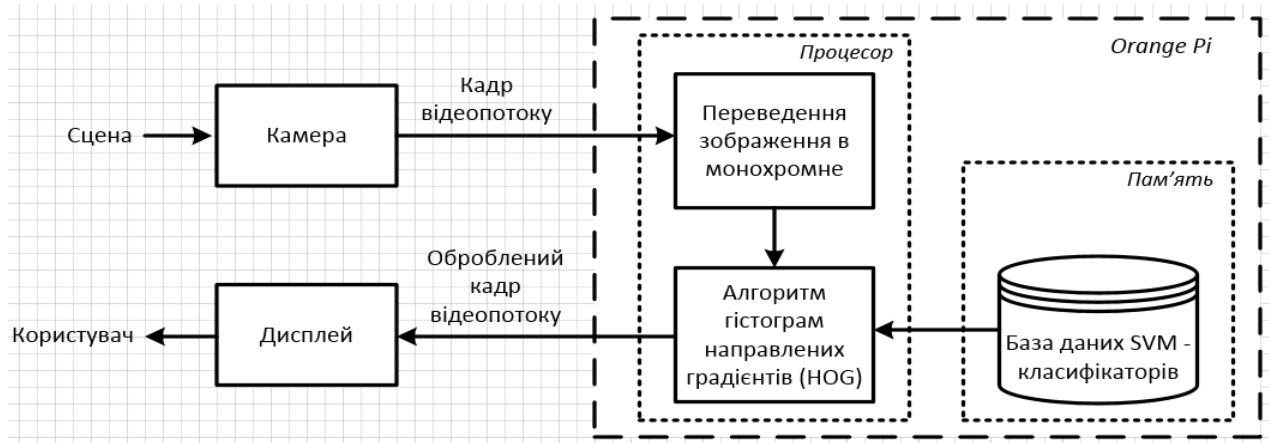 Orange Pi
Процесор
Кадр
відеопотоку
Сцена
Камера
Переведення
зображення в
монохромне
Пам’ять
Оброблений
кадр
відеопотоку
Користувач
Дисплей
Алгоритм
гістограм
направлених
градієнтів (HOG)
База даних SVM -
класифікаторів